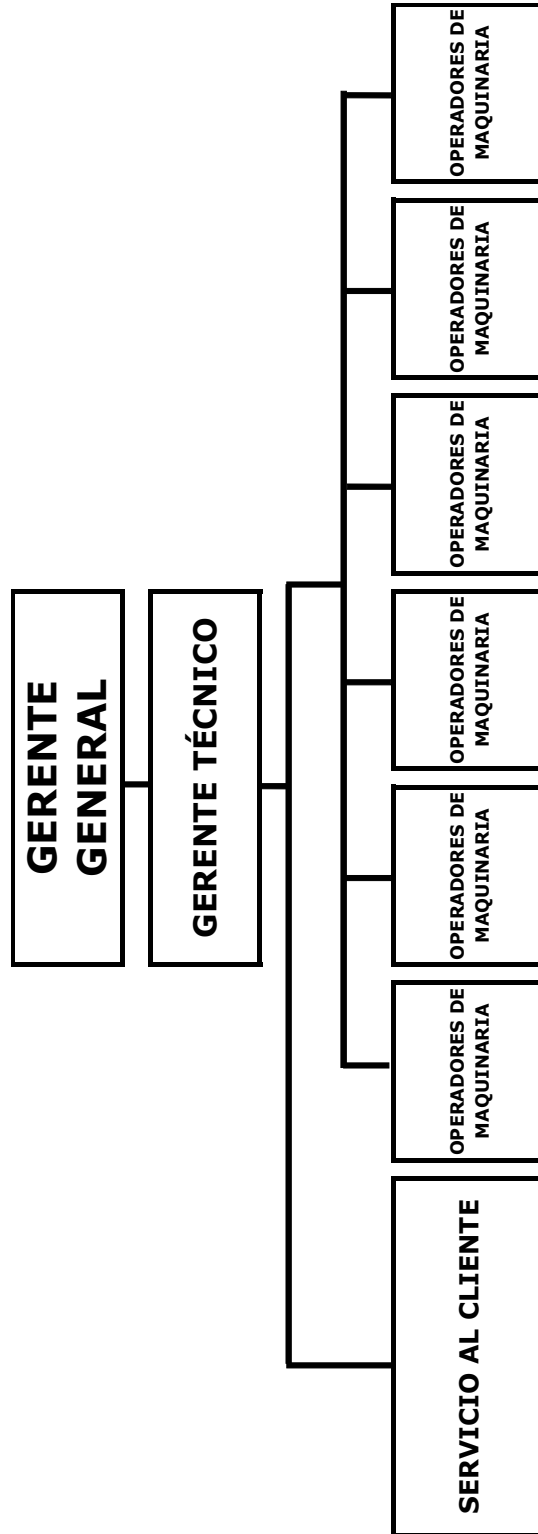 GERENTE
GENERAL
GERENTE TÉCNICO
SERVICIO AL CLIENTE
OPERADORES DE
MAQUINARIA
OPERADORES DE
MAQUINARIA
OPERADORES DE
MAQUINARIA
OPERADORES DE
MAQUINARIA
OPERADORES DE
MAQUINARIA
OPERADORES DE
MAQUINARIA